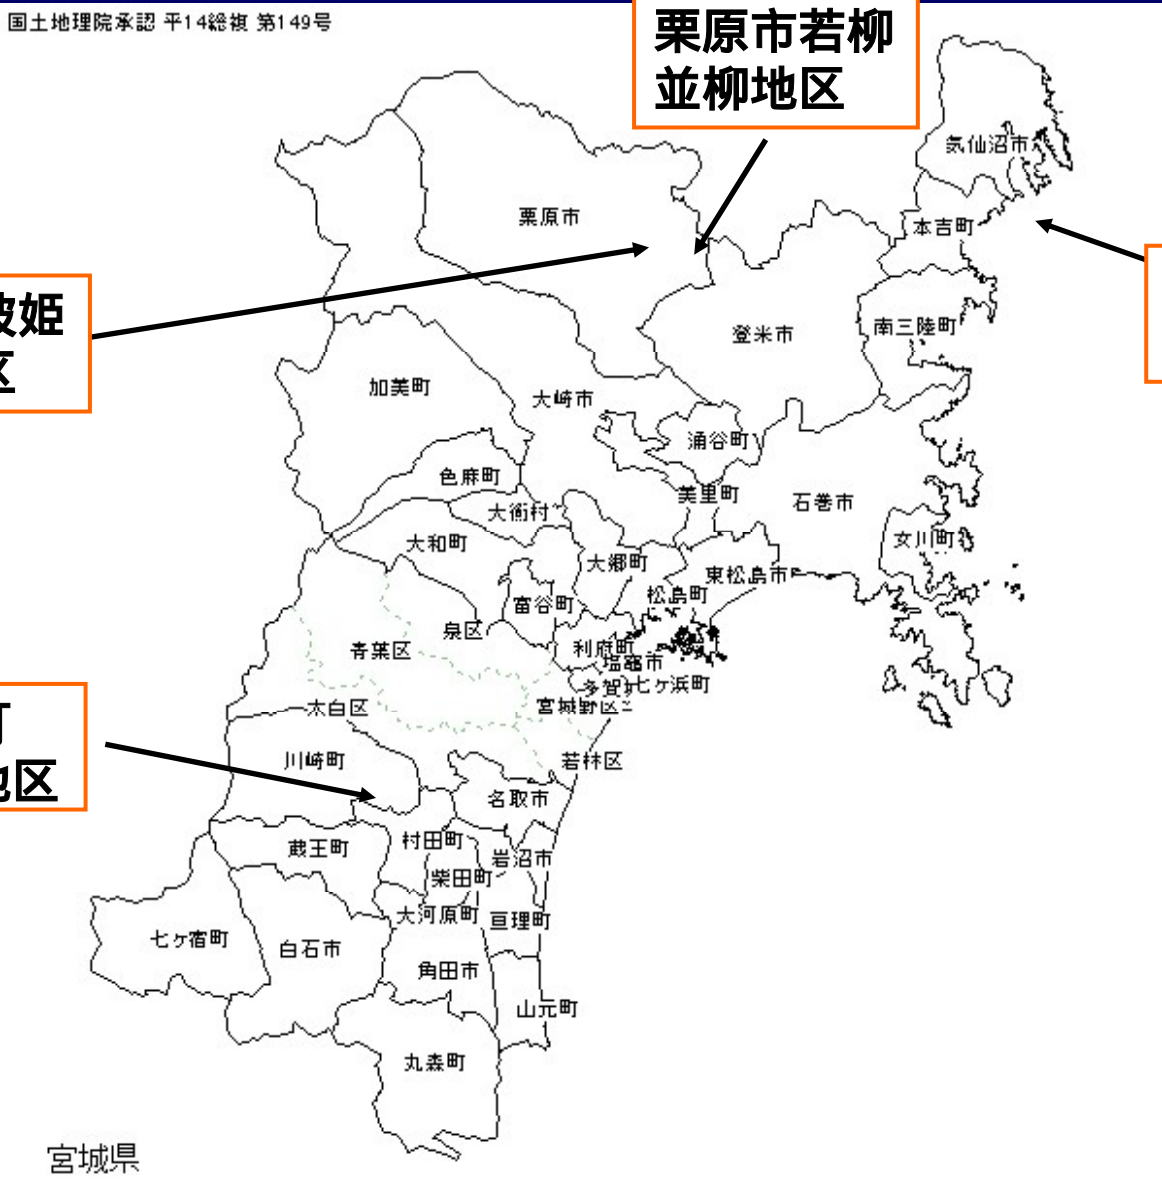 国土地理院承認 平14総複 第149号
栗原市若柳
並柳地区
気仙沼市
栗原市
本吉町
波姫
区
登米市
南三陸町
加美町
大崎市
涌谷町
色麻町
美里町
石巻市
大衡村
大和町
女川町
大郷町
東松島市
松島町
富谷町
泉区
利府町
青葉区
塩竈市
多賀
七ヶ浜町
宮城野区
太白区
町
地区
川崎町
若林区
名取市
村田町
蔵王町
岩沼市
柴田町
大河原町
亘理町
七ヶ宿町
白石市
角田市
山元町
丸森町
宮城県